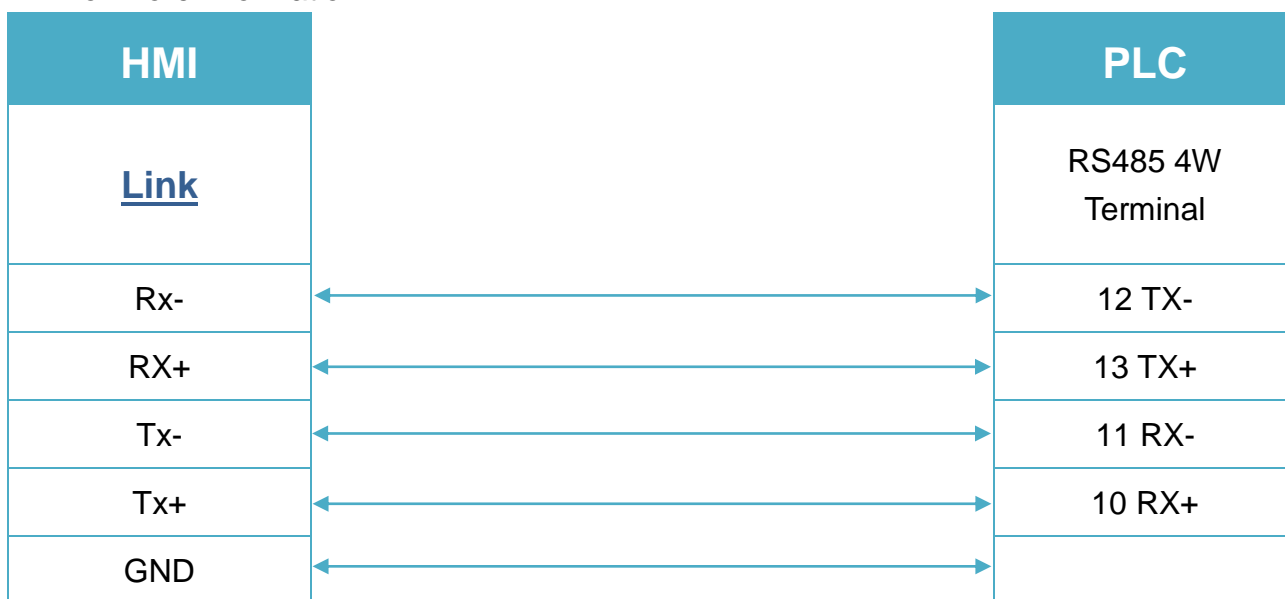 HMI PLC
Link RS485 4W
Terminal
Rx- 12 TX-
RX+ 13 TX+
Tx- 11 RX-
Tx+ 10 RX+
GND